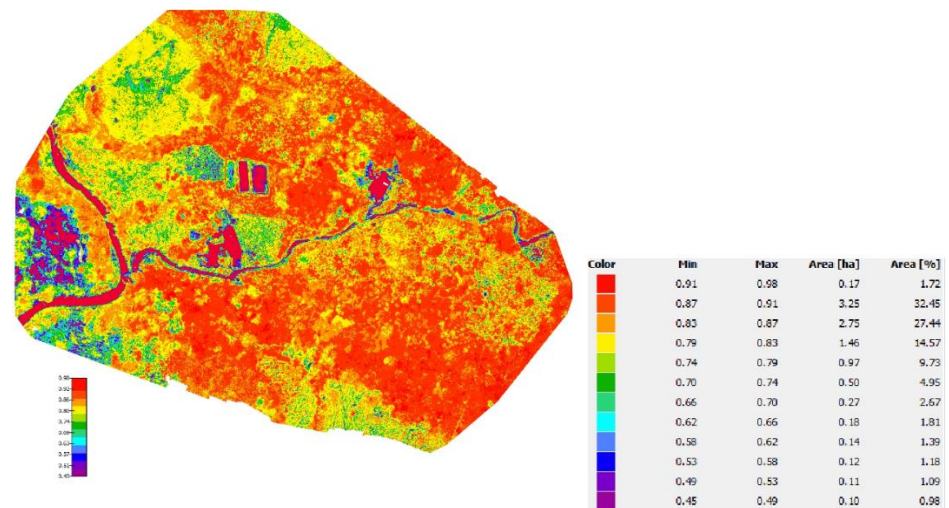 Color Min Max Area [ha] Area [%]
0.91 0.98 0.17 1.72
0.87 0.91 3.25 32.45
0.83 0.87 2.75 27.44
0.79 0.83 1.46 14.57
0.74 0.79 0.97 9.73
0.70 0.74 0.50 4.95
0.66 0.70 0.27 2.67
0.62 0.66 0.18 1.81
0.58 0.62 0.14 1.39
0.53 0.58 0.12 1.18
0.49 0.53 0.11 1.09
0.45 0.49 0.10 0.98